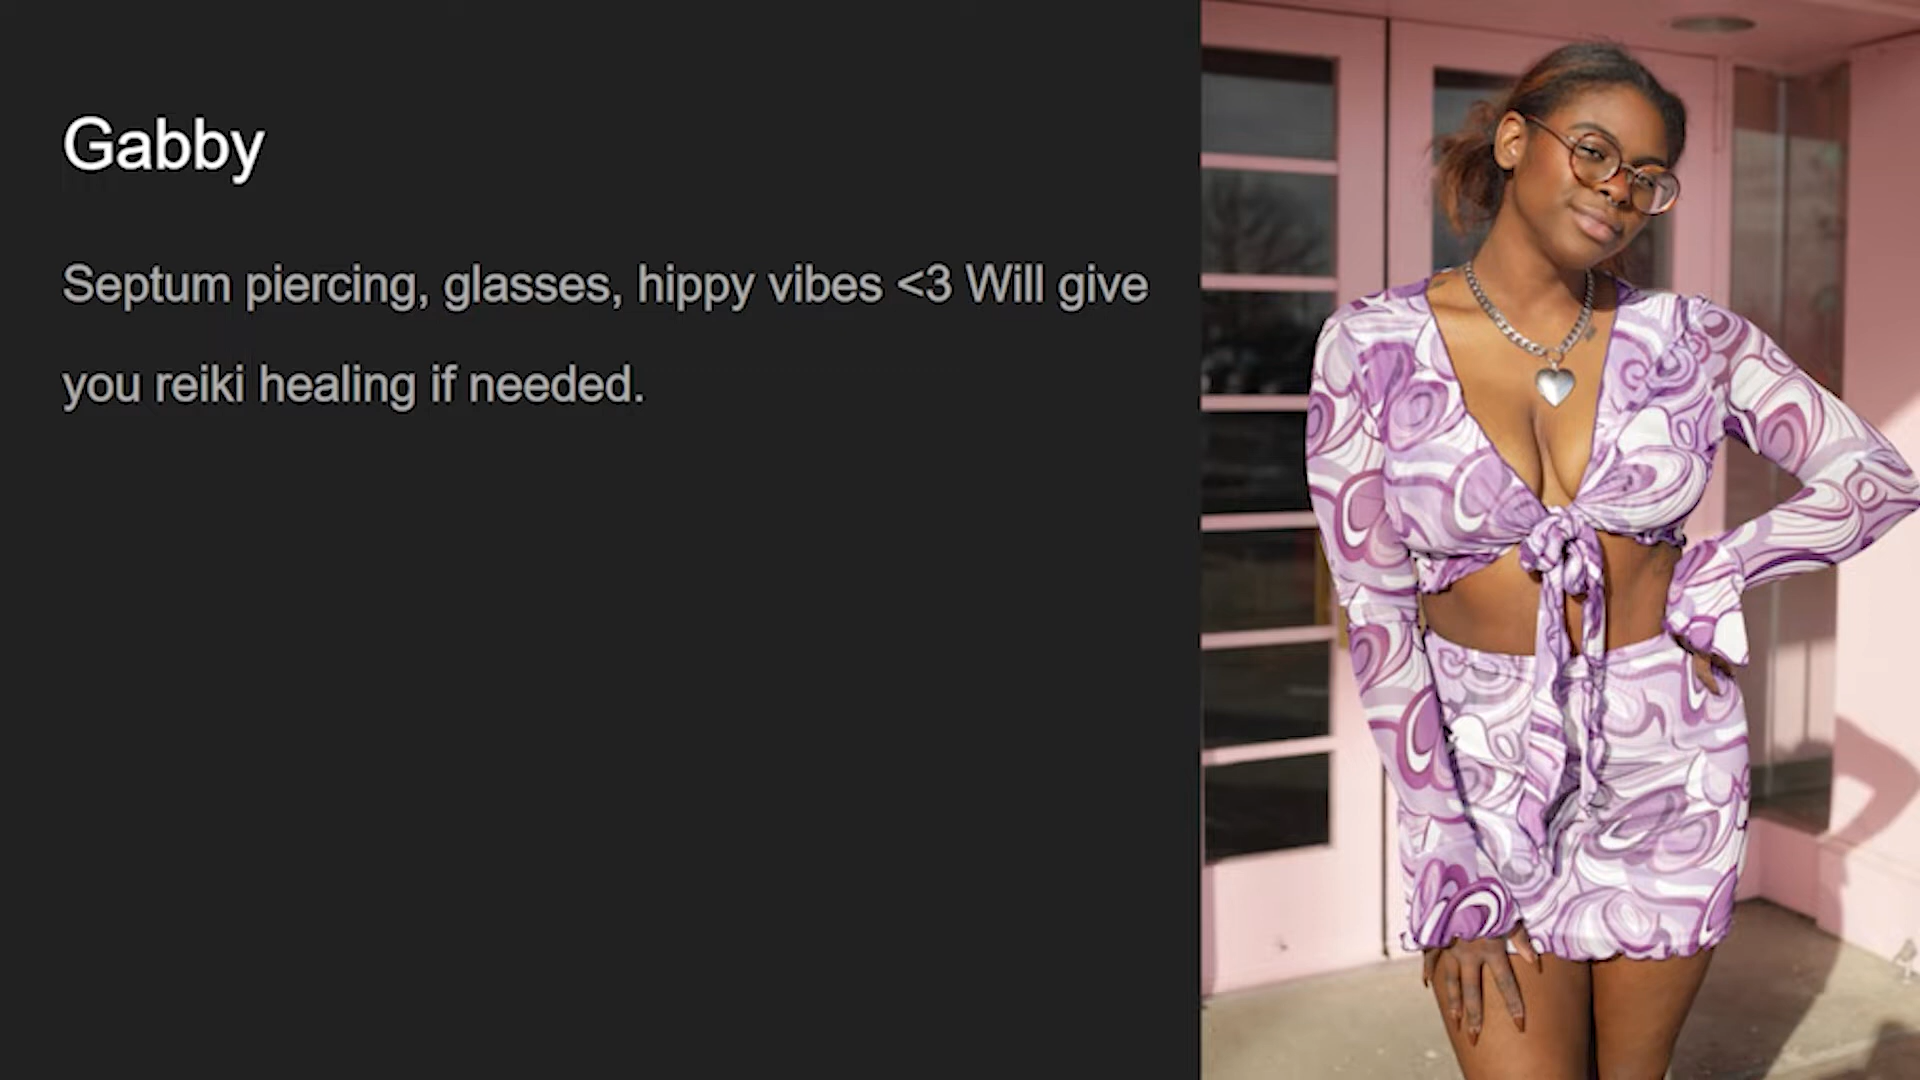 Gabby
Septum piercing, glasses, hippy vibes <3 Will give
you reiki healing if needed.